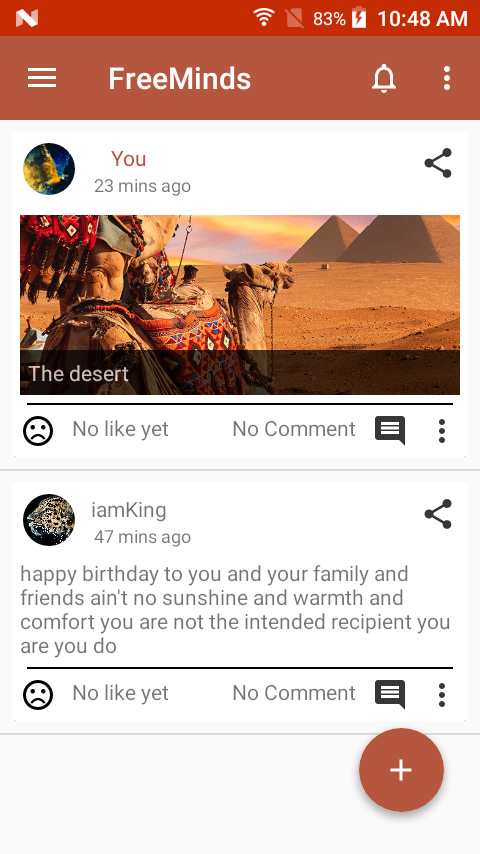 83% 10:48 AM
FreeMinds
You
23 mins ago
The desert
No like yet No Comment
iamKing
47 mins ago
happy birthday to you and your family and
friends ain't no sunshine and warmth and
comfort you are not the intended recipient you
are you do
No like yet No Comment